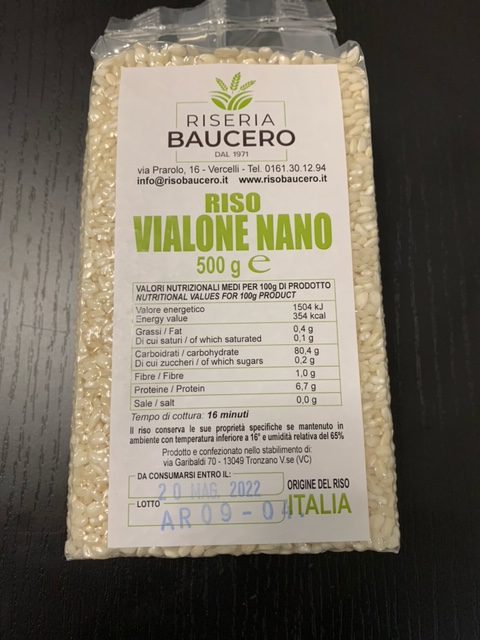 RISERIA
BAUCERO
DAL 1971
via Prarolo, 16 - Vercelli - Tel. 0161.30.12.94
info@risobaucero.it www.risobaucero.it
RISO
VIALONE NANO
500 g e
VALORI NUTRIZIONALI MEDI PER 100g DI PRODOTTO
NUTRITIONAL VALUES FOR 100g PRODUCT
Valore energetico 1504 kJ
Energy value 354 kcal
Grassi / Fat 0,4 g
Di cui saturi / of which saturated 0,1 g
Carboidrati / carbohydrate 80,4 g
Di cui zuccheri / of which sugars 0,2 g
Fibre / Fibre 1,0 g
Proteine / Protein 6,7 g
Sale / salt 0,0 g
Tempo di cottura: 16 minuti
Il riso conserva le sue proprietà specifiche se mantenuto in
ambiente con temperatura inferiore a 16° e umidità relativa del 65%
Prodotto e confezionato nello stabilimento di:
via Garibaldi 70 - 13049 Tronzano V.se (VC)
DA CONSUMARSI ENTRO IL:
20 MAG. 2022
LOTTO AR 09-04
ORIGINE DEL RISO
ITALIA